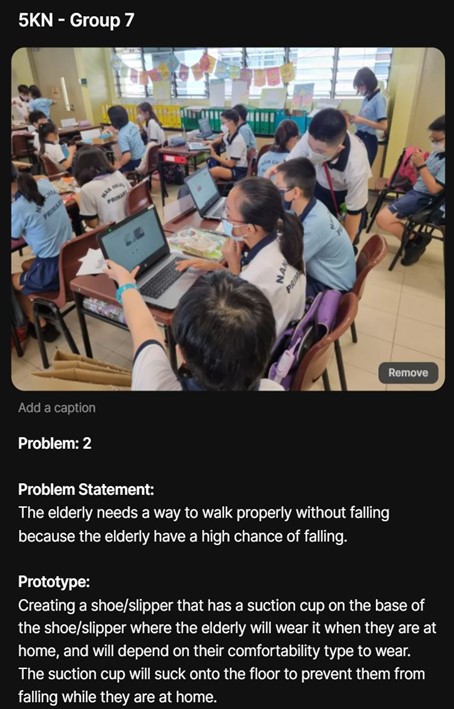 5KN - Group 7
Remove
Add a caption
Problem: 2
Problem Statement:
The elderly needs a way to walk properly without falling
because the elderly have a high chance of falling.
Prototype:
Creating a shoe/slipper that has a suction cup on the base of
the shoe/slipper where the elderly will wear it when they are at
home, and will depend on their comfortability type to wear.
The suction cup will suck onto the floor to prevent them from
falling while they are at home.